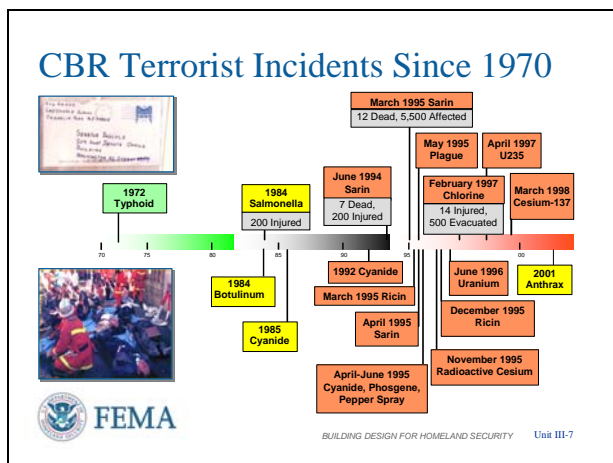 CBR Terrorist Incidents Since 1970
March 1995 Sarin
12 Dead, 5,500 Affected
May 1995
Plague
April 1997
U235
June 1994
Sarin
7 Dead,
200 Injured
February 1997
Chlorine
14 Injured,
500 Evacuated
March 1998
Cesium-137
1972
Typhoid
1984
Salmonella
200 Injured
70
75
80
85
90
95
00
1984
Botulinum
1985
Cyanide
1992 Cyanide
March 1995 Ricin
April 1995
Sarin
April-June 1995
Cyanide, Phosgene,
Pepper Spray
June 1996
Uranium
December 1995
Ricin
November 1995
Radioactive Cesium
2001
Anthrax
FEMA
BUILDING DESIGN FOR HOMELAND SECURITY
Unit III-7